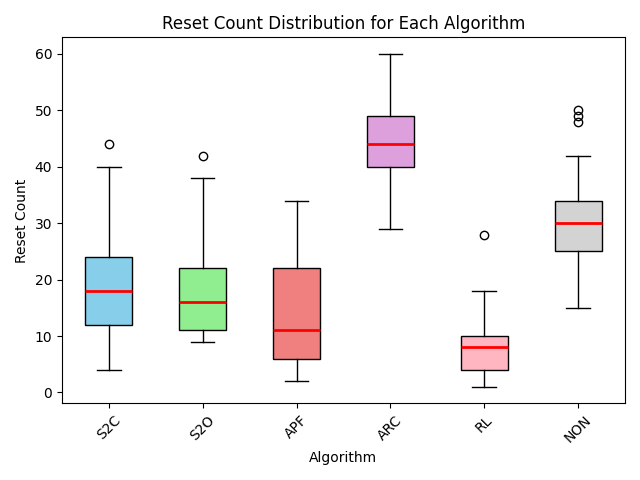 Reset Count Distribution for Each Algorithm
60
50
40
30
20
10
0
Reset Count
S2C
S2O
APF
ARC
RL
NON
Algorithm